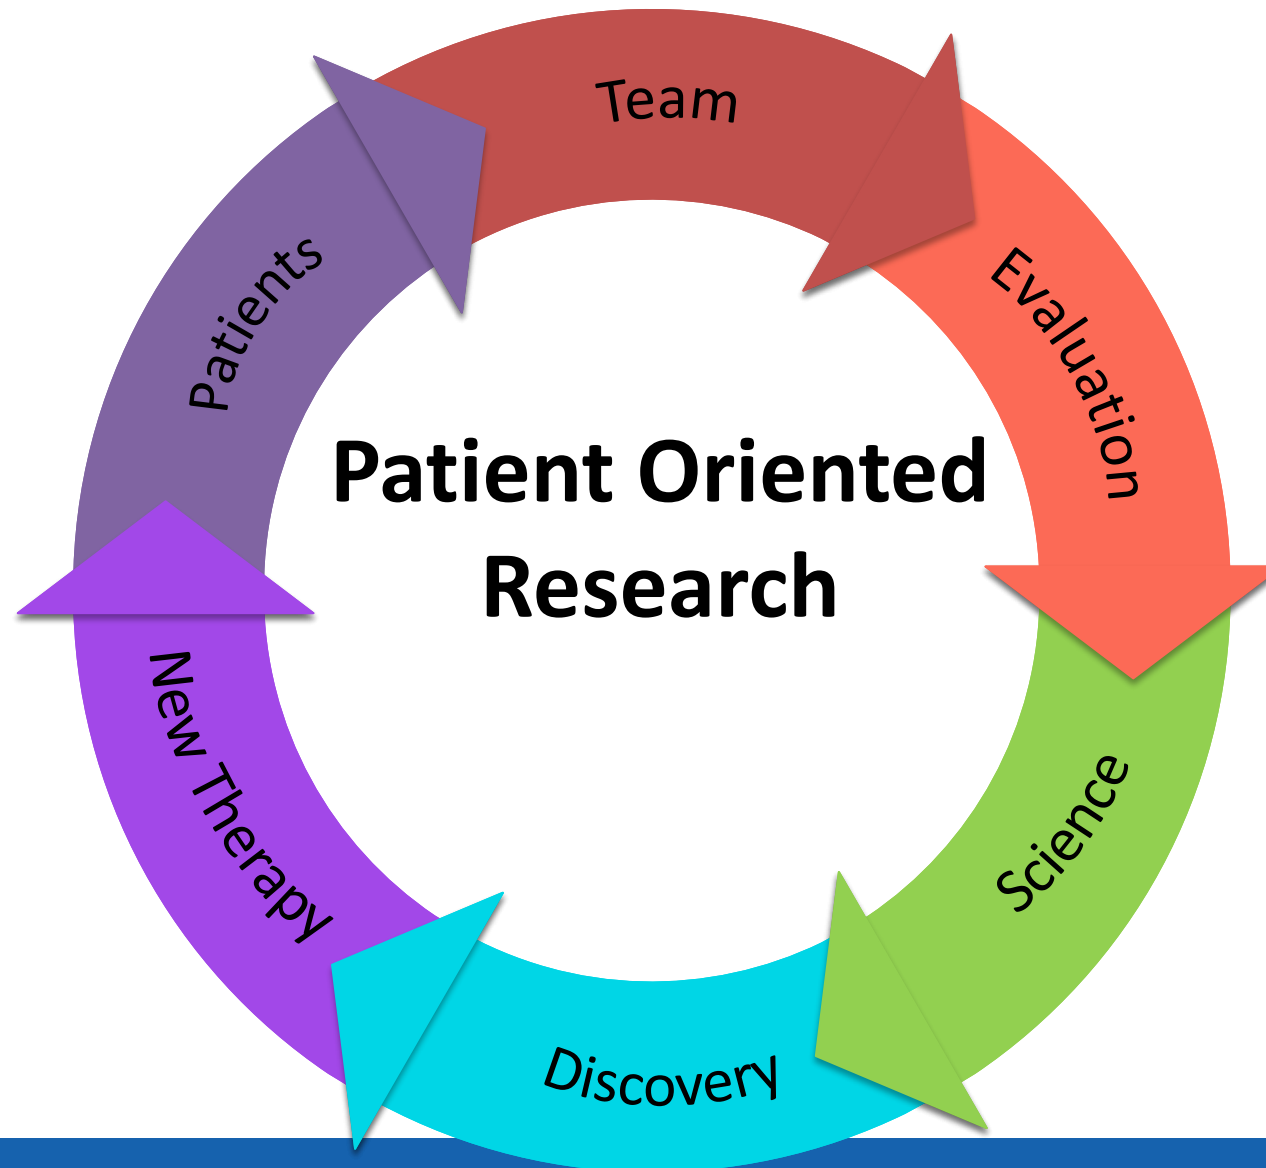 Team
Evaluation
Patients
Patient Oriented
Research
New Therapy
Science
Discovery